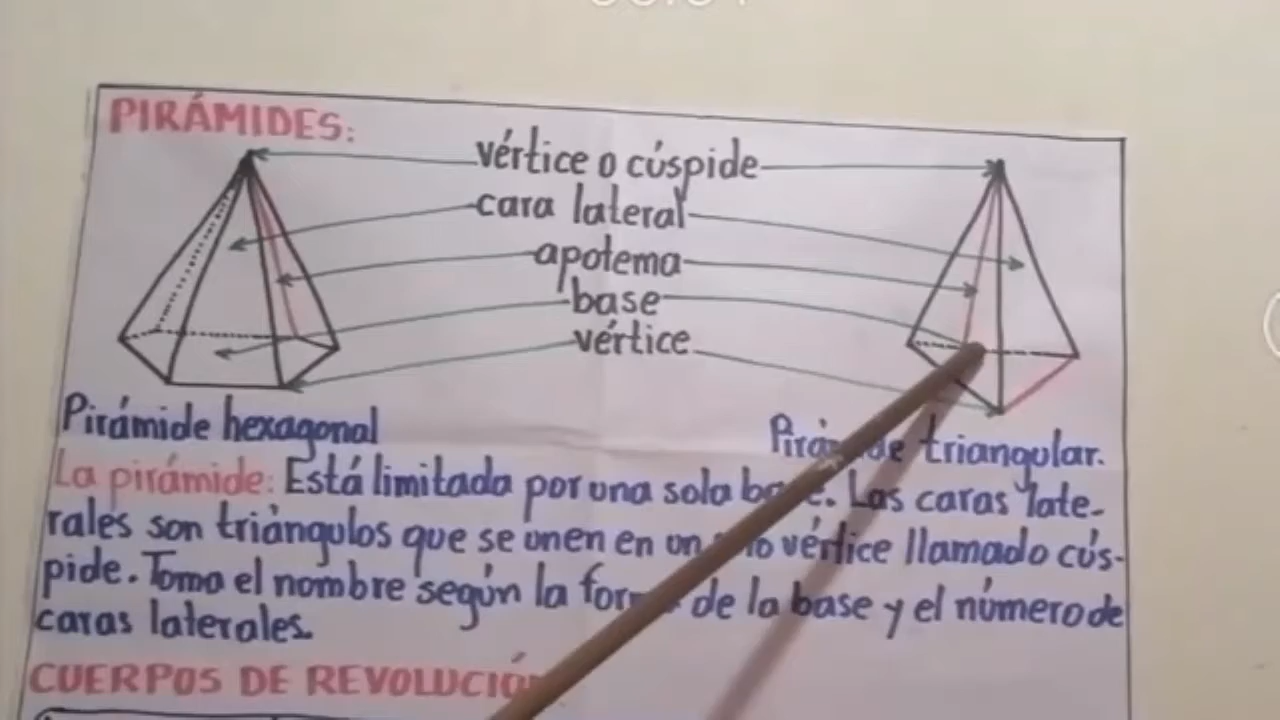 PIRÁMIDES:
vértice o cúspide
cara lateral
apotema
base
vértice
Pirámide hexagonal
triangular.
La pirámide: Está limitada por una sola Las caras late-
rales son triángulos que se unen en un vértice llamado cús-
pide. Toma el nombre según la de la base y el número de
caras laterales.
CUERPOS DE